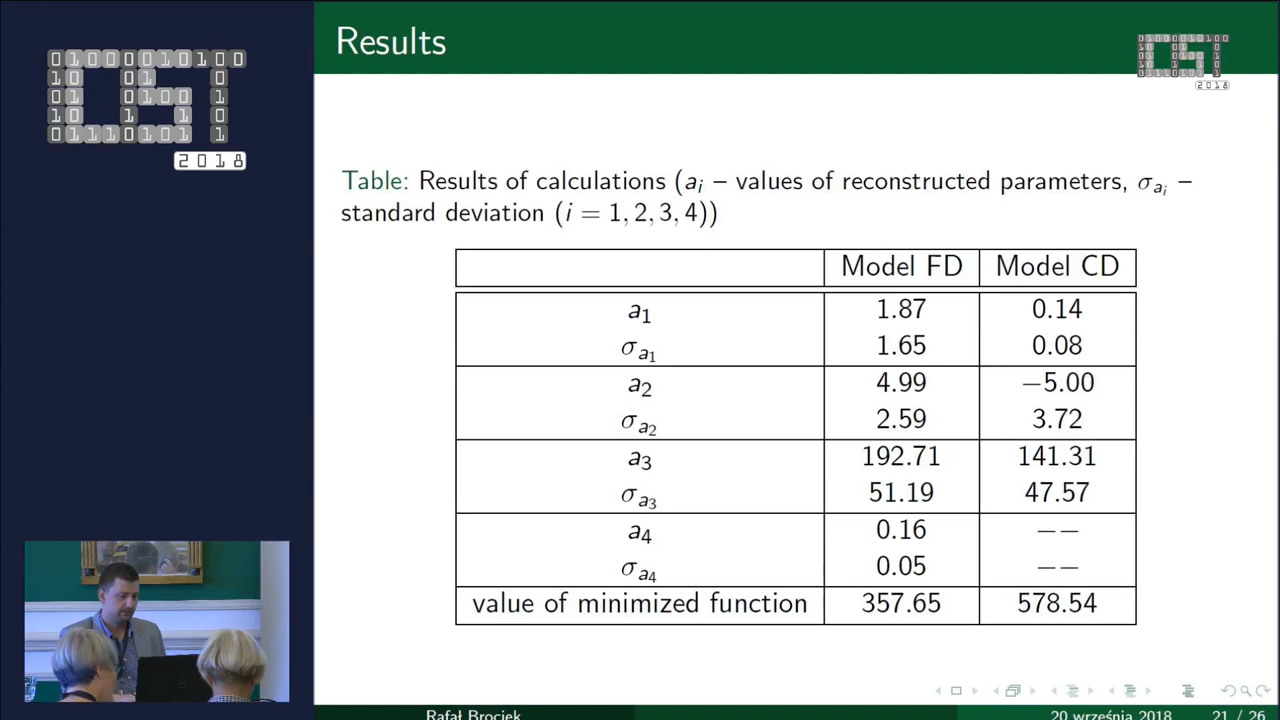 Results
2018
2018
Table: Results of calculations (aᵢ – values of reconstructed parameters, σₐᵢ –
standard deviation (i = 1, 2, 3, 4))
Model FD Model CD
a₁ 1.87 0.14
σₐ₁ 1.65 0.08
a₂ 4.99 −5.00
σₐ₂ 2.59 3.72
a₃ 192.71 141.31
σₐ₃ 51.19 47.57
a₄ 0.16 −−
σₐ₄ 0.05 −−
value of minimized function 357.65 578.54
Rafał Brociek 20 września 2018 21 / 26